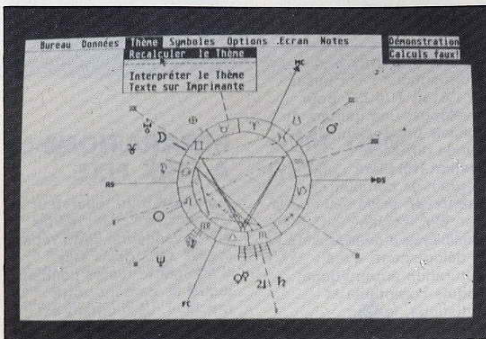 Bureau Données Thème Symboles Options .Ecran Notes
Démonstration
Calculs faux!
Recalculer le Thème
Interpréter le Thème
Texte sur Imprimante
MC
AS
DS
FC